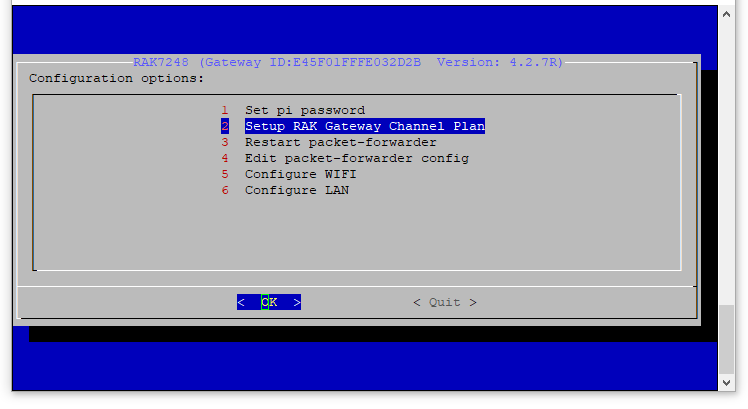 RAK7248 (Gateway ID:E45F01FFFE032D2B  Version: 4.2.7R)
Configuration options:
1 Set pi password
2 Setup RAK Gateway Channel Plan
3 Restart packet-forwarder
4 Edit packet-forwarder config
5 Configure WIFI
6 Configure LAN
<  OK  > < Quit >